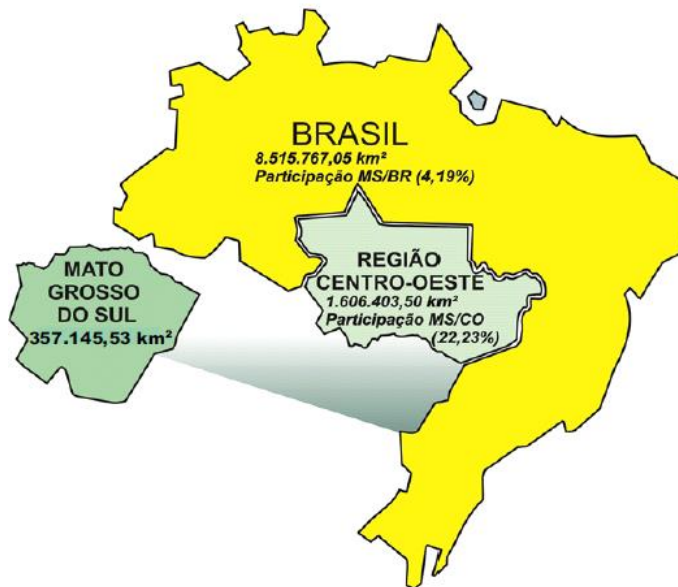 BRASIL
8.515.767,05 km²
Participação MS/BR (4,19%)
REGIÃO
CENTRO-OESTE
1.606.403,50 km²
Participação MS/CO
(22,23%)
MATO
GROSSO
DO SUL
357.145,53 km²